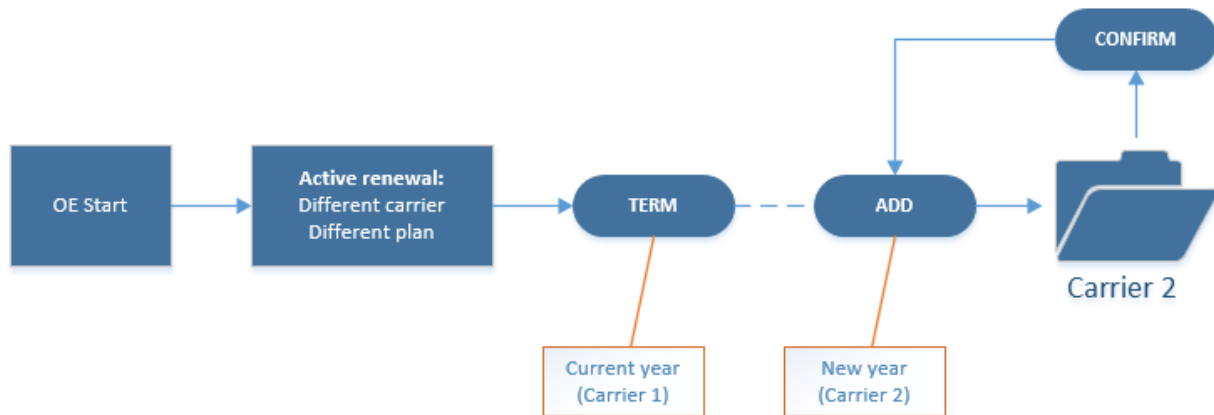 CONFIRM
OE Start
Active renewal:
Different carrier
Different plan
TERM
ADD
Carrier 2
Current year
(Carrier 1)
New year
(Carrier 2)